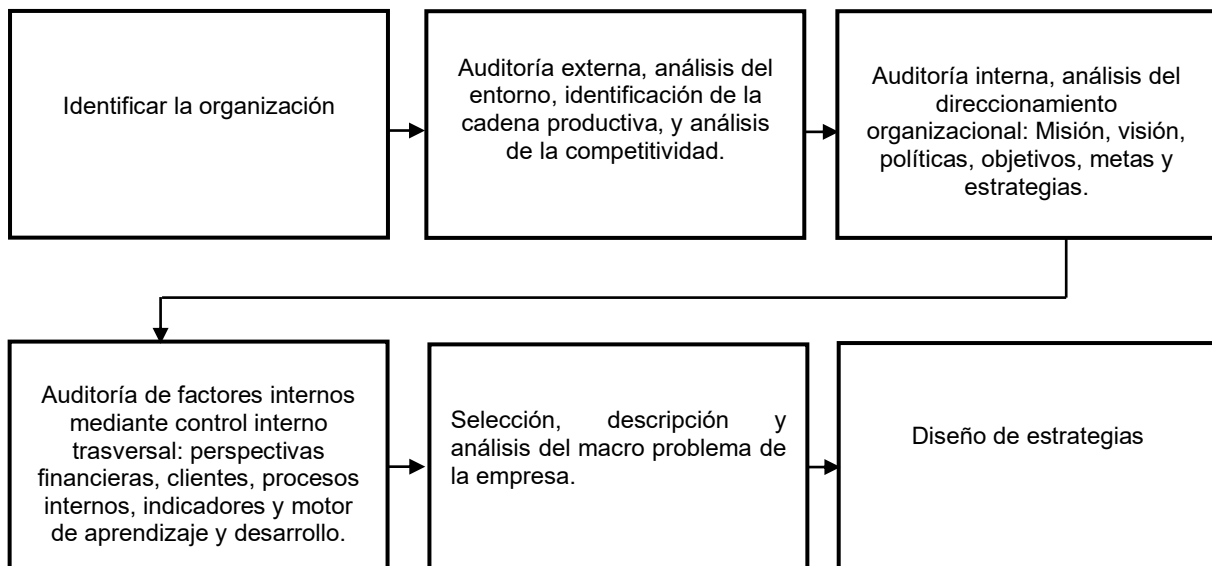 Identificar la organización
Auditoría externa, análisis del
entorno, identificación de la
cadena productiva, y análisis
de la competitividad.
Auditoría interna, análisis del
direccionamiento
organizacional: Misión, visión,
políticas, objetivos, metas y
estrategias.
Auditoría de factores internos
mediante control interno
trasversal: perspectivas
financieras, clientes, procesos
internos, indicadores y motor
de aprendizaje y desarrollo.
Selección, descripción y
análisis del macro problema de
la empresa.
Diseño de estrategias